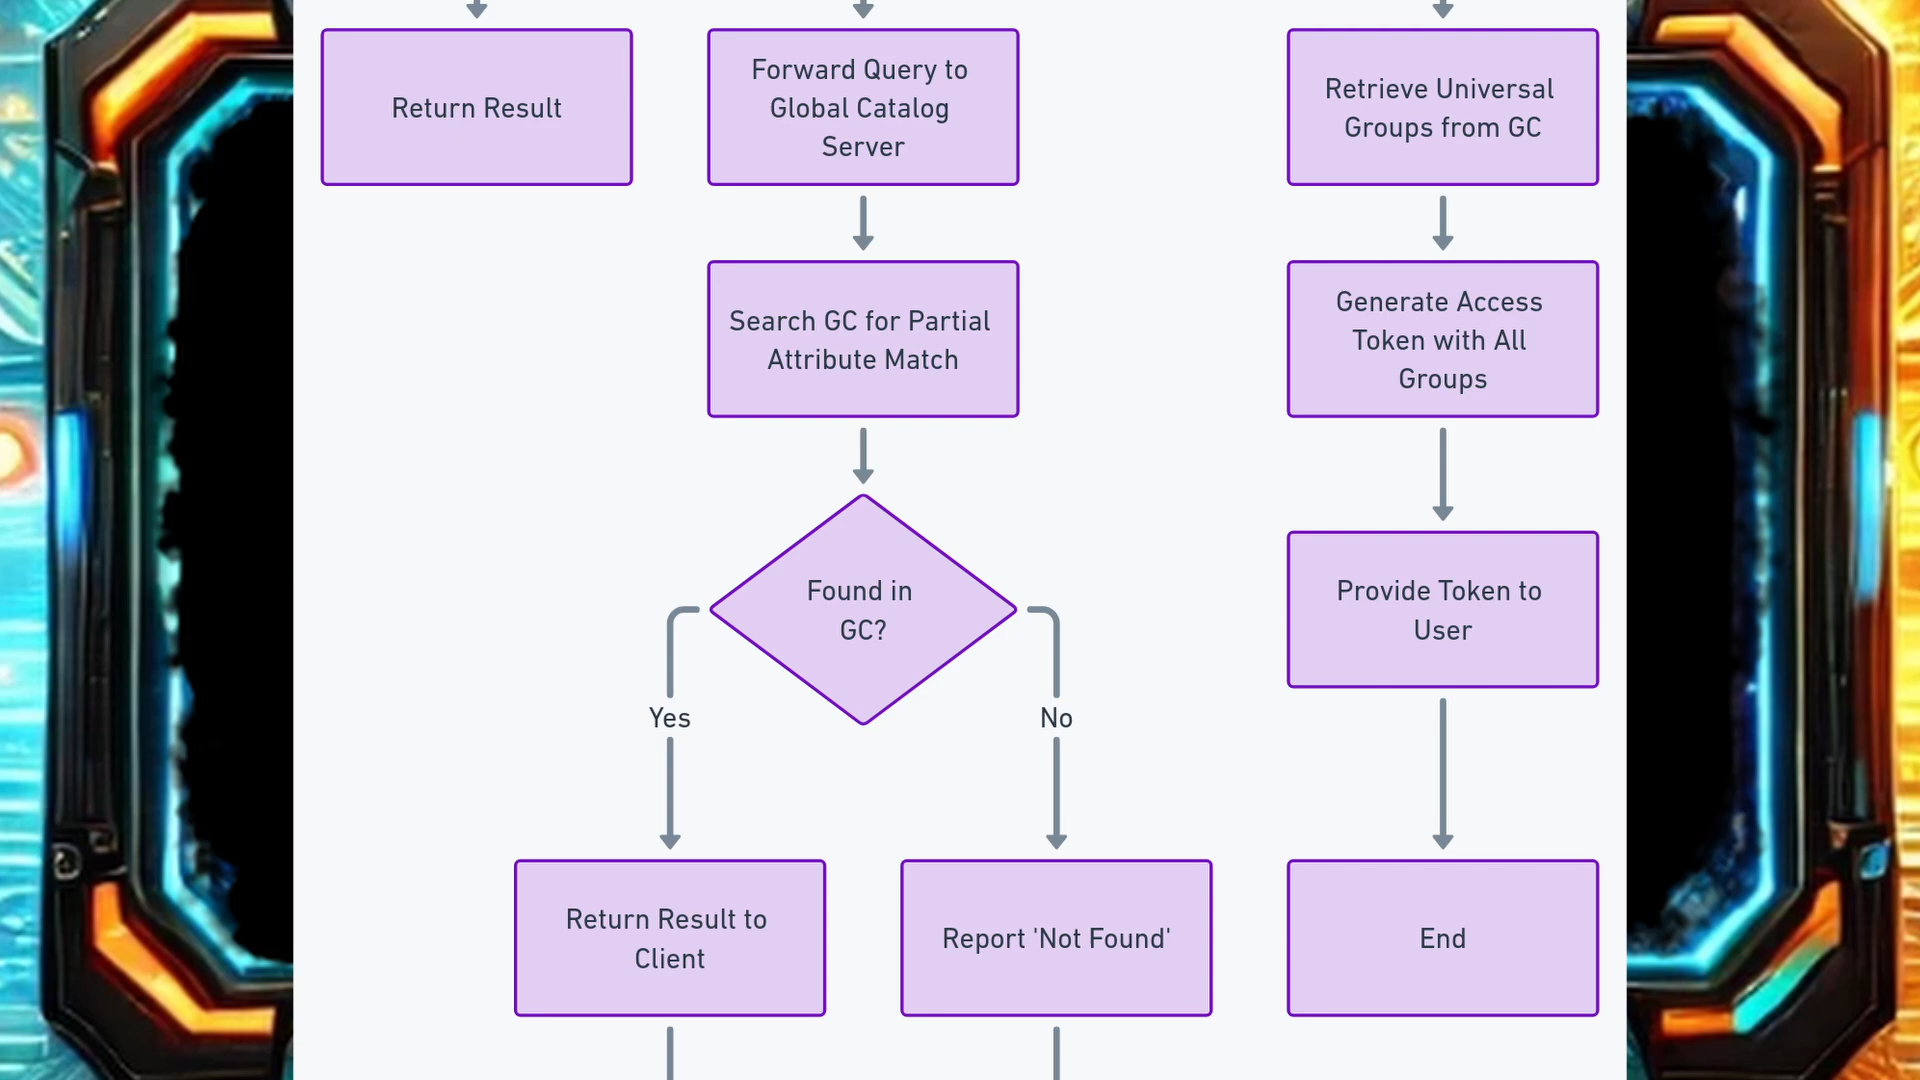 Return Result
Forward Query to
Global Catalog
Server
Retrieve Universal
Groups from GC
Search GC for Partial
Attribute Match
Generate Access
Token with All
Groups
Found in
GC?
Provide Token to
User
Yes
No
Return Result to
Client
Report 'Not Found'
End